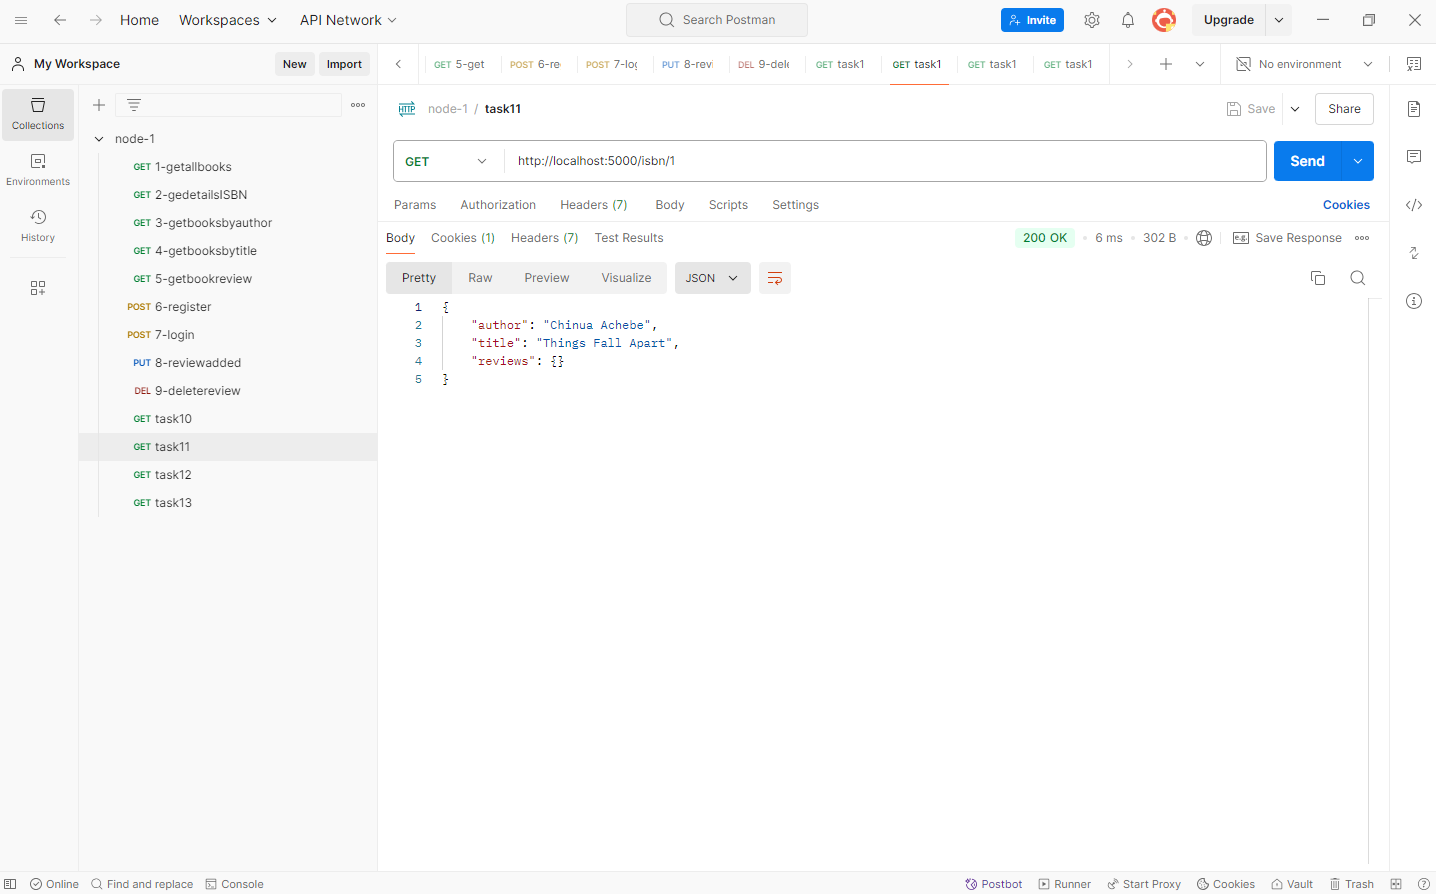 Home Workspaces API Network Search Postman Invite Upgrade
My Workspace New Import
GET 5-get POST 6-re POST 7-log PUT 8-revi DEL 9-dele GET task1 GET task1 GET task1 GET task1 No environment
Collections
Environments
History
node-1
GET 1-getallbooks
GET 2-gedetailsISBN
GET 3-getbooksbyauthor
GET 4-getbooksbytitle
GET 5-getbookreview
POST 6-register
POST 7-login
PUT 8-reviewadded
DEL 9-deletereview
GET task10
GET task11
GET task12
GET task13
HTTP node-1 / task11 Save Share
GET http://localhost:5000/isbn/1 Send
Params Authorization Headers (7) Body Scripts Settings Cookies
Body Cookies (1) Headers (7) Test Results 200 OK 6 ms 302 B e.g. Save Response
Pretty Raw Preview Visualize JSON
1 {
2 "author": "Chinua Achebe",
3 "title": "Things Fall Apart",
4 "reviews": {}
5 }
Online Find and replace Console Postbot Runner Start Proxy Cookies Vault Trash